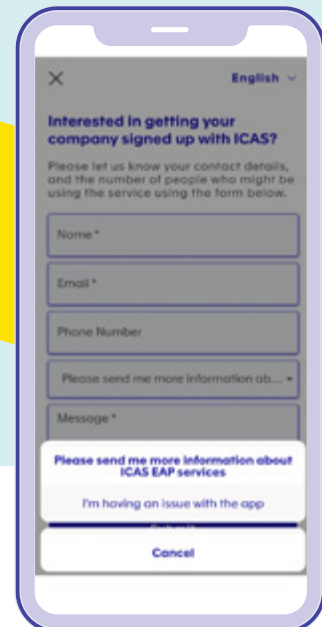 English
Interested in getting your
company signed up with ICAS?
Please let us know your contact details,
and the number of people who might be
using the service using the form below.
Name *
Email *
Phone Number
Please send me more information ab...
Message *
Please send me more information about
ICAS EAP services
I'm having an issue with the app
Cancel